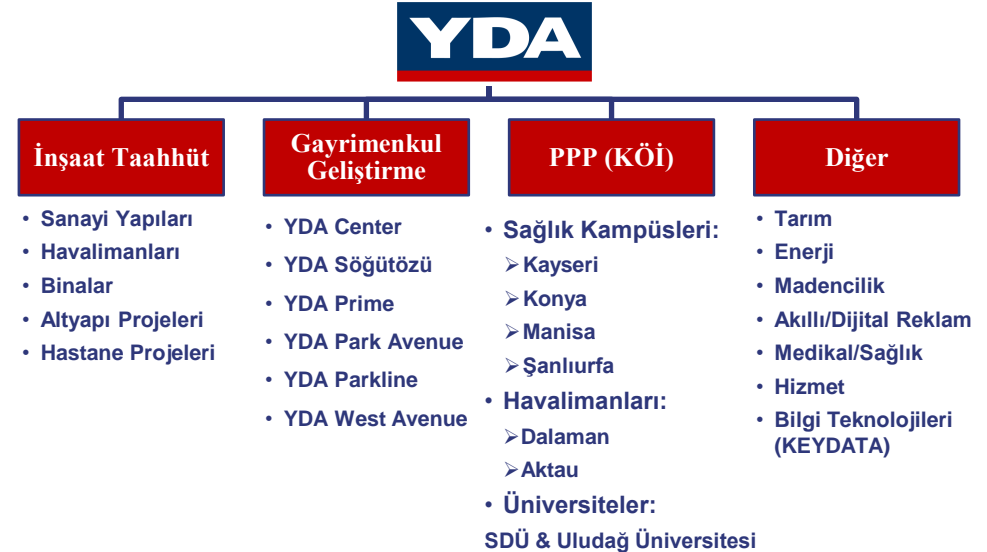 YDA
İnşaat Taahhüt
• Sanayi Yapıları
• Havalimanları
• Binalar
• Altyapı Projeleri
• Hastane Projeleri
Gayrimenkul
Geliştirme
• YDA Center
• YDA Söğütözü
• YDA Prime
• YDA Park Avenue
• YDA Parkline
• YDA West Avenue
PPP (KÖİ)
• Sağlık Kampüsleri:
➢Kayseri
➢Konya
➢Manisa
➢Şanlıurfa
• Havalimanları:
➢Dalaman
➢Aktau
• Üniversiteler:
SDÜ & Uludağ Üniversitesi
Diğer
• Tarım
• Enerji
• Madencilik
• Akıllı/Dijital Reklam
• Medikal/Sağlık
• Hizmet
• Bilgi Teknolojileri
(KEYDATA)